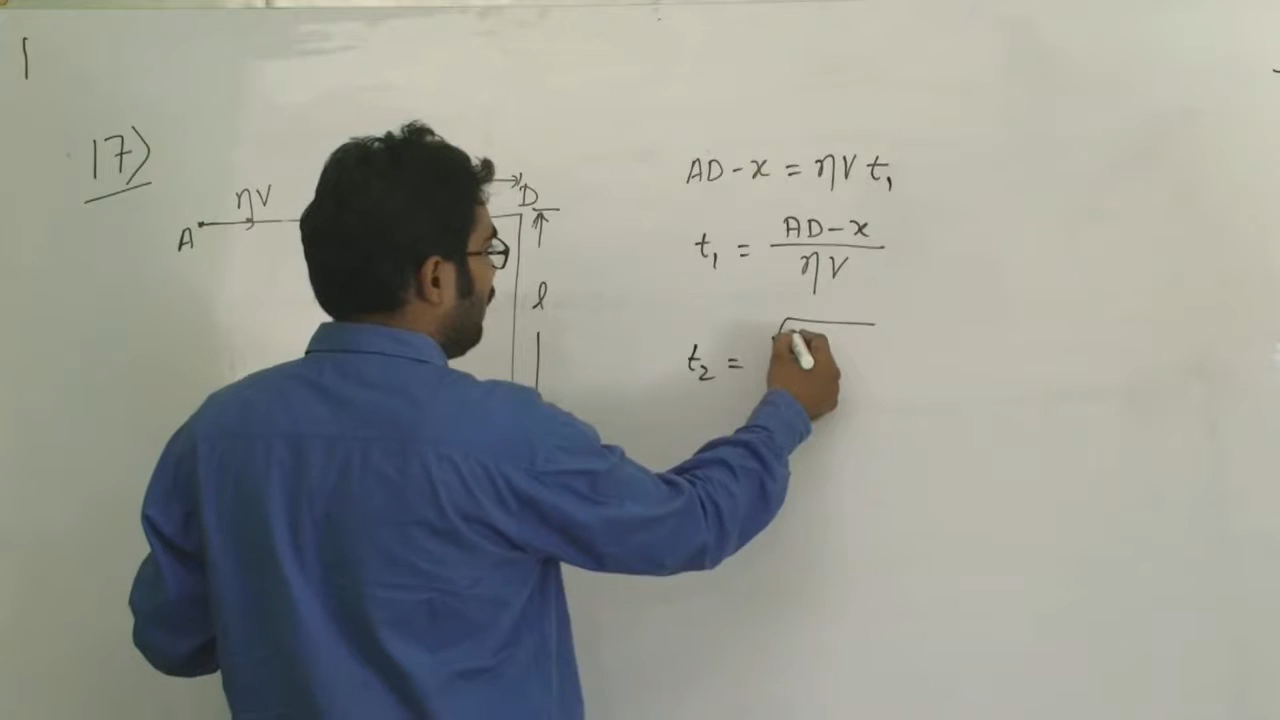 17)
ηV
A
D
l
AD - x = ηV t₁
t₁ = AD - x / ηV
t₂ = √